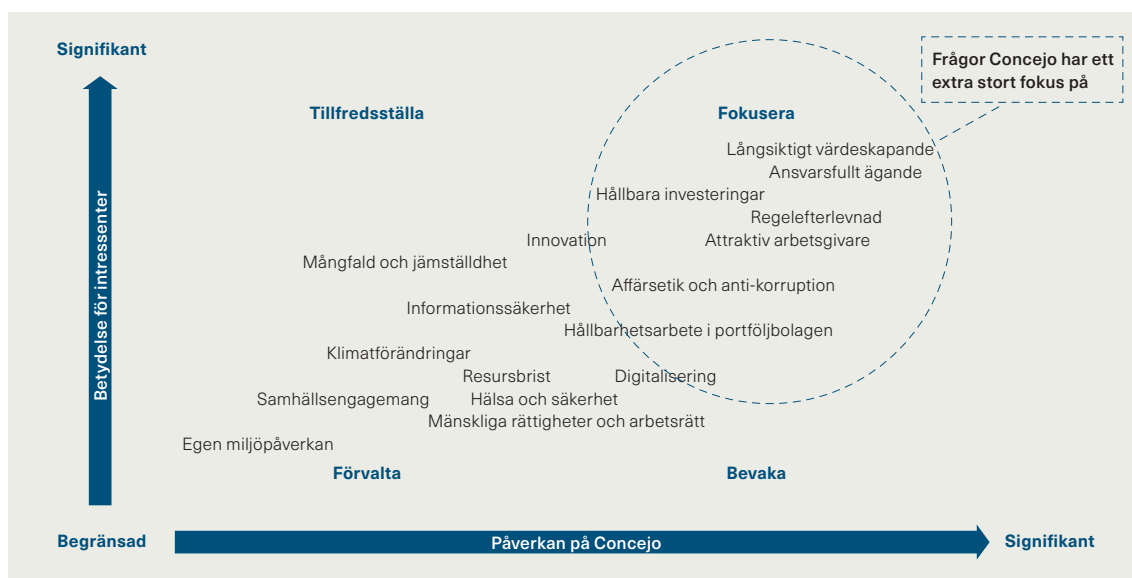 Signifikant
Frågor Concejo har ett
extra stort fokus på
Tillfredsställa
Fokusera
Långsiktigt värdeskapande
Ansvarsfullt ägande
Hållbara investeringar
Regelefterlevnad
Innovation
Attraktiv arbetsgivare
Mångfald och jämställdhet
Affärsetik och anti-korruption
Informationssäkerhet
Hållbarhetsarbete i portföljbolagen
Klimatförändringar
Resursbrist
Digitalisering
Samhällsengagemang
Hälsa och säkerhet
Mänskliga rättigheter och arbetsrätt
Egen miljöpåverkan
Förvalta
Bevaka
Betydelse för intressenter
Begränsad
Påverkan på Concejo
Signifikant